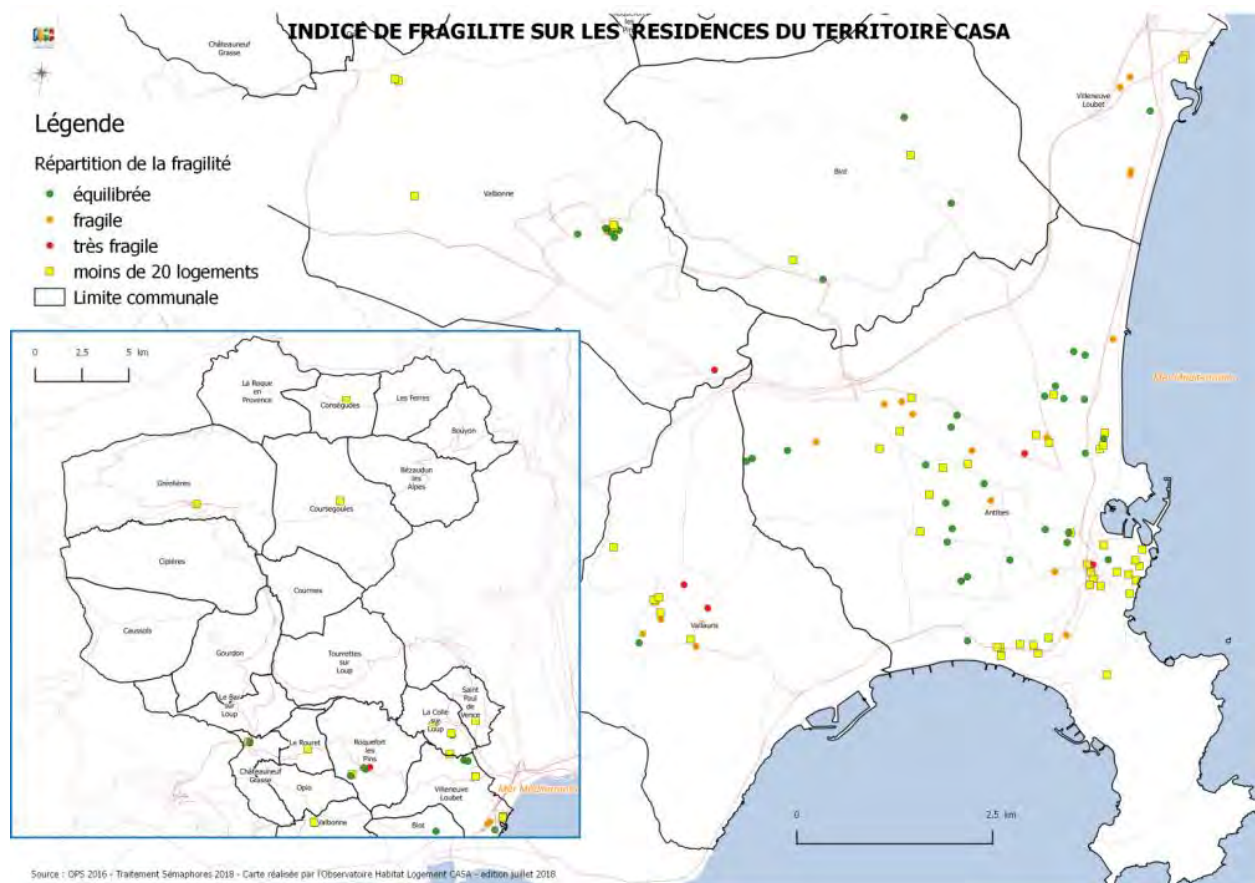 INDICE DE FRAGILITE SUR LES RESIDENCES DU TERRITOIRE CASA
Châteauneuf
Grasse
Légende
Répartition de la fragilité
équilibrée
fragile
très fragile
moins de 20 logements
Limite communale
Valbonne
Biot
Villeneuve
Loubet
Mer Méditerranée
Antibes
Vallauris
0 2.5 km
0 2.5 5 km
La Roque
en
Provence
Conségudes
Les Ferres
Bouyon
Bézaudun
les
Alpes
Gréolières
Coursegoules
Cipières
Courmes
Caussols
Gourdon
Tourrettes
sur
Loup
Le Bar
sur
Loup
Saint
Paul
de
Vence
La Colle
sur
Loup
Le Rouret
Roquefort
les
Pins
Châteauneuf
Grasse
Opio
Villeneuve
Loubet
Mer Méditerranée
Valbonne
Biot
Source : OPS 2016 - Traitement Sémaphores 2018 - Carte réalisée par l'Observatoire Habitat Logement CASA - edition juillet 2018